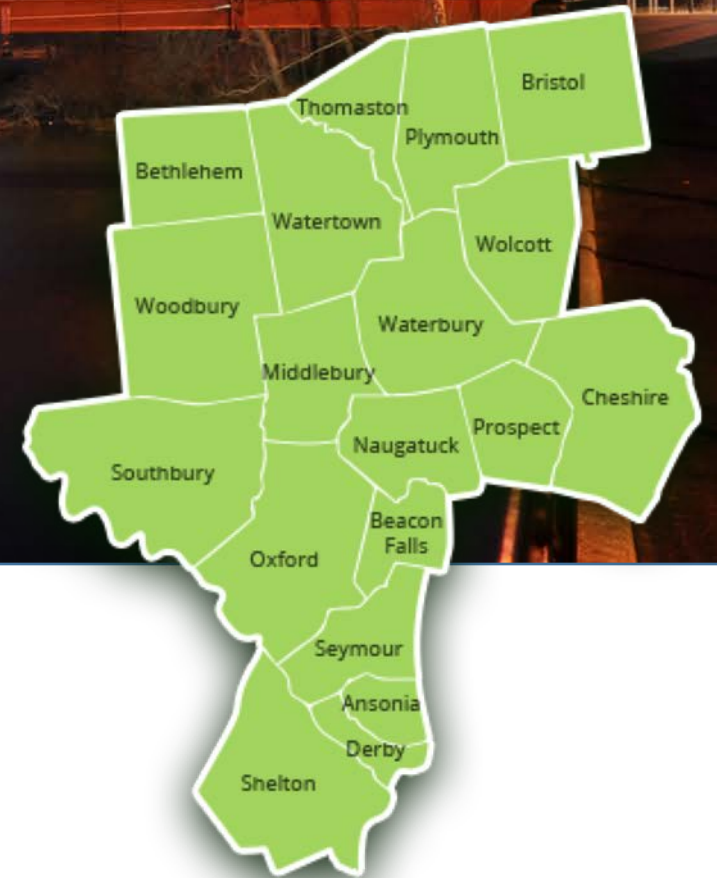 Bristol
Thomaston
Plymouth
Bethlehem
Watertown
Wolcott
Woodbury
Waterbury
Middlebury
Cheshire
Prospect
Naugatuck
Southbury
Beacon
Falls
Oxford
Seymour
Ansonia
Derby
Shelton